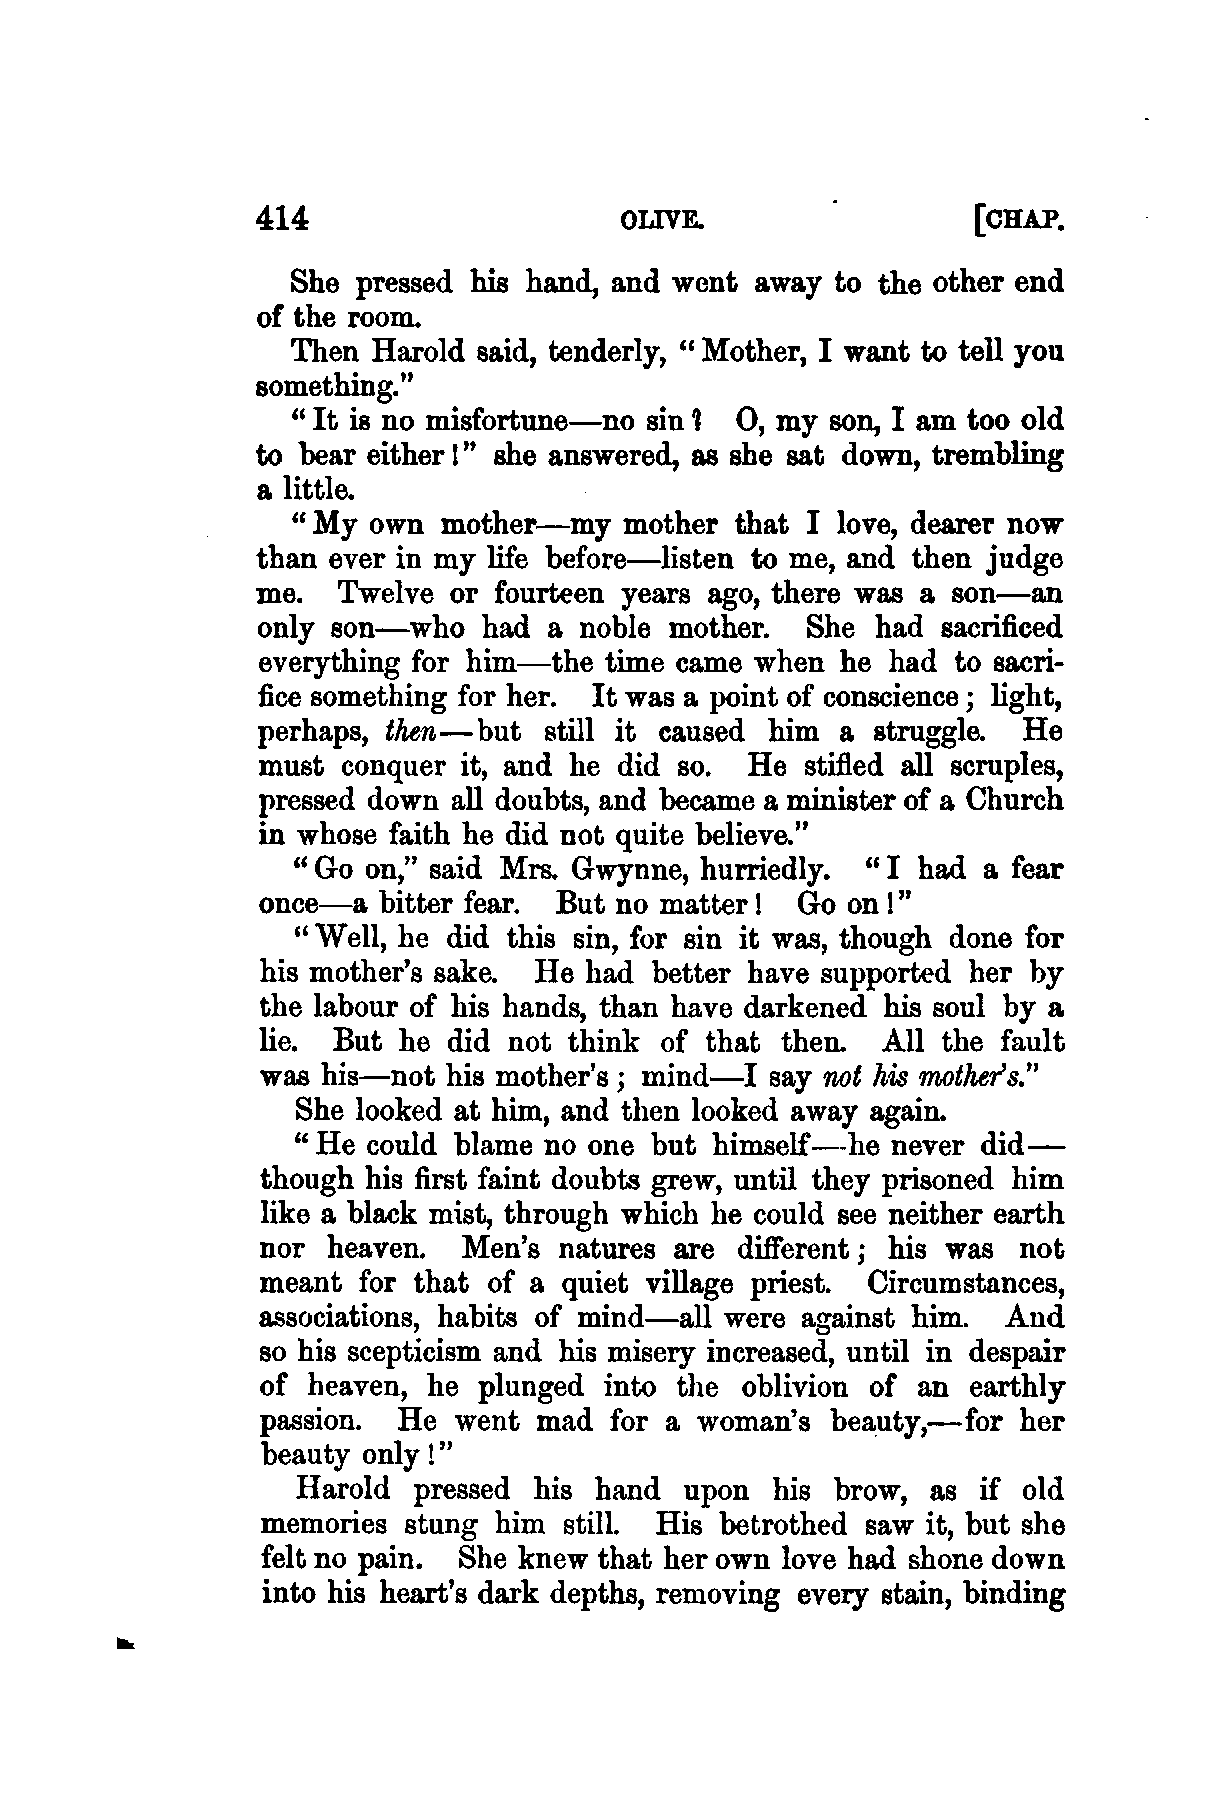 414 OLIVE. [CHAP.
She pressed his hand, and went away to the other end
of the room.
Then Harold said, tenderly, “Mother, I want to tell you
something.”
“It is no misfortune—no sin? O, my son, I am too old
to bear either!” she answered, as she sat down, trembling
a little.
“My own mother—my mother that I love, dearer now
than ever in my life before—listen to me, and then judge
me. Twelve or fourteen years ago, there was a son—an
only son—who had a noble mother. She had sacrificed
everything for him—the time came when he had to sacri-
fice something for her. It was a point of conscience; light,
perhaps, then—but still it caused him a struggle. He
must conquer it, and he did so. He stifled all scruples,
pressed down all doubts, and became a minister of a Church
in whose faith he did not quite believe.”
“Go on,” said Mrs. Gwynne, hurriedly. “I had a fear
once—a bitter fear. But no matter! Go on!”
“Well, he did this sin, for sin it was, though done for
his mother’s sake. He had better have supported her by
the labour of his hands, than have darkened his soul by a
lie. But he did not think of that then. All the fault
was his—not his mother’s; mind—I say not his mother’s.”
She looked at him, and then looked away again.
“He could blame no one but himself—he never did—
though his first faint doubts grew, until they prisoned him
like a black mist, through which he could see neither earth
nor heaven. Men’s natures are different; his was not
meant for that of a quiet village priest. Circumstances,
associations, habits of mind—all were against him. And
so his scepticism and his misery increased, until in despair
of heaven, he plunged into the oblivion of an earthly
passion. He went mad for a woman’s beauty,—for her
beauty only!”
Harold pressed his hand upon his brow, as if old
memories stung him still. His betrothed saw it, but she
felt no pain. She knew that her own love had shone down
into his heart’s dark depths, removing every stain, binding